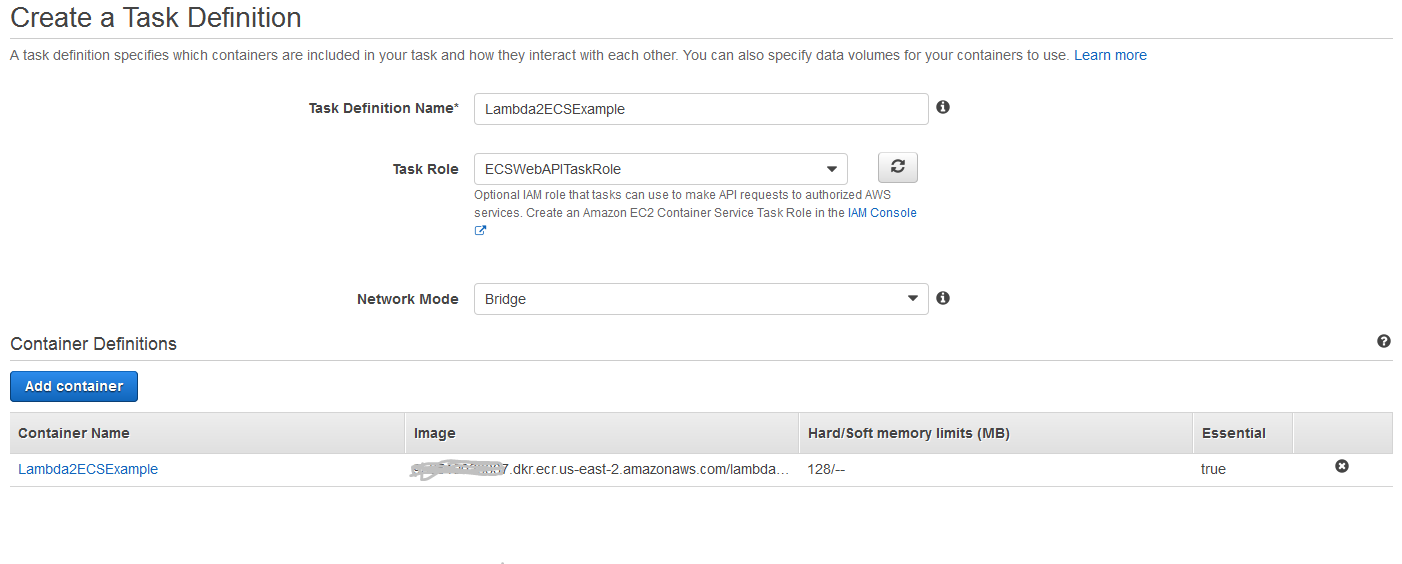 Create a Task Definition
A task definition specifies which containers are included in your task and how they interact with each other. You can also specify data volumes for your containers to use. Learn more
Task Definition Name* Lambda2ECSExample
Task Role ECSWebAPITaskRole
Optional IAM role that tasks can use to make API requests to authorized AWS
services. Create an Amazon EC2 Container Service Task Role in the IAM Console
Network Mode Bridge
Container Definitions
Add container
Container Name Image Hard/Soft memory limits (MB) Essential
Lambda2ECSExample 7.dkr.ecr.us-east-2.amazonaws.com/lambda... 128/-- true